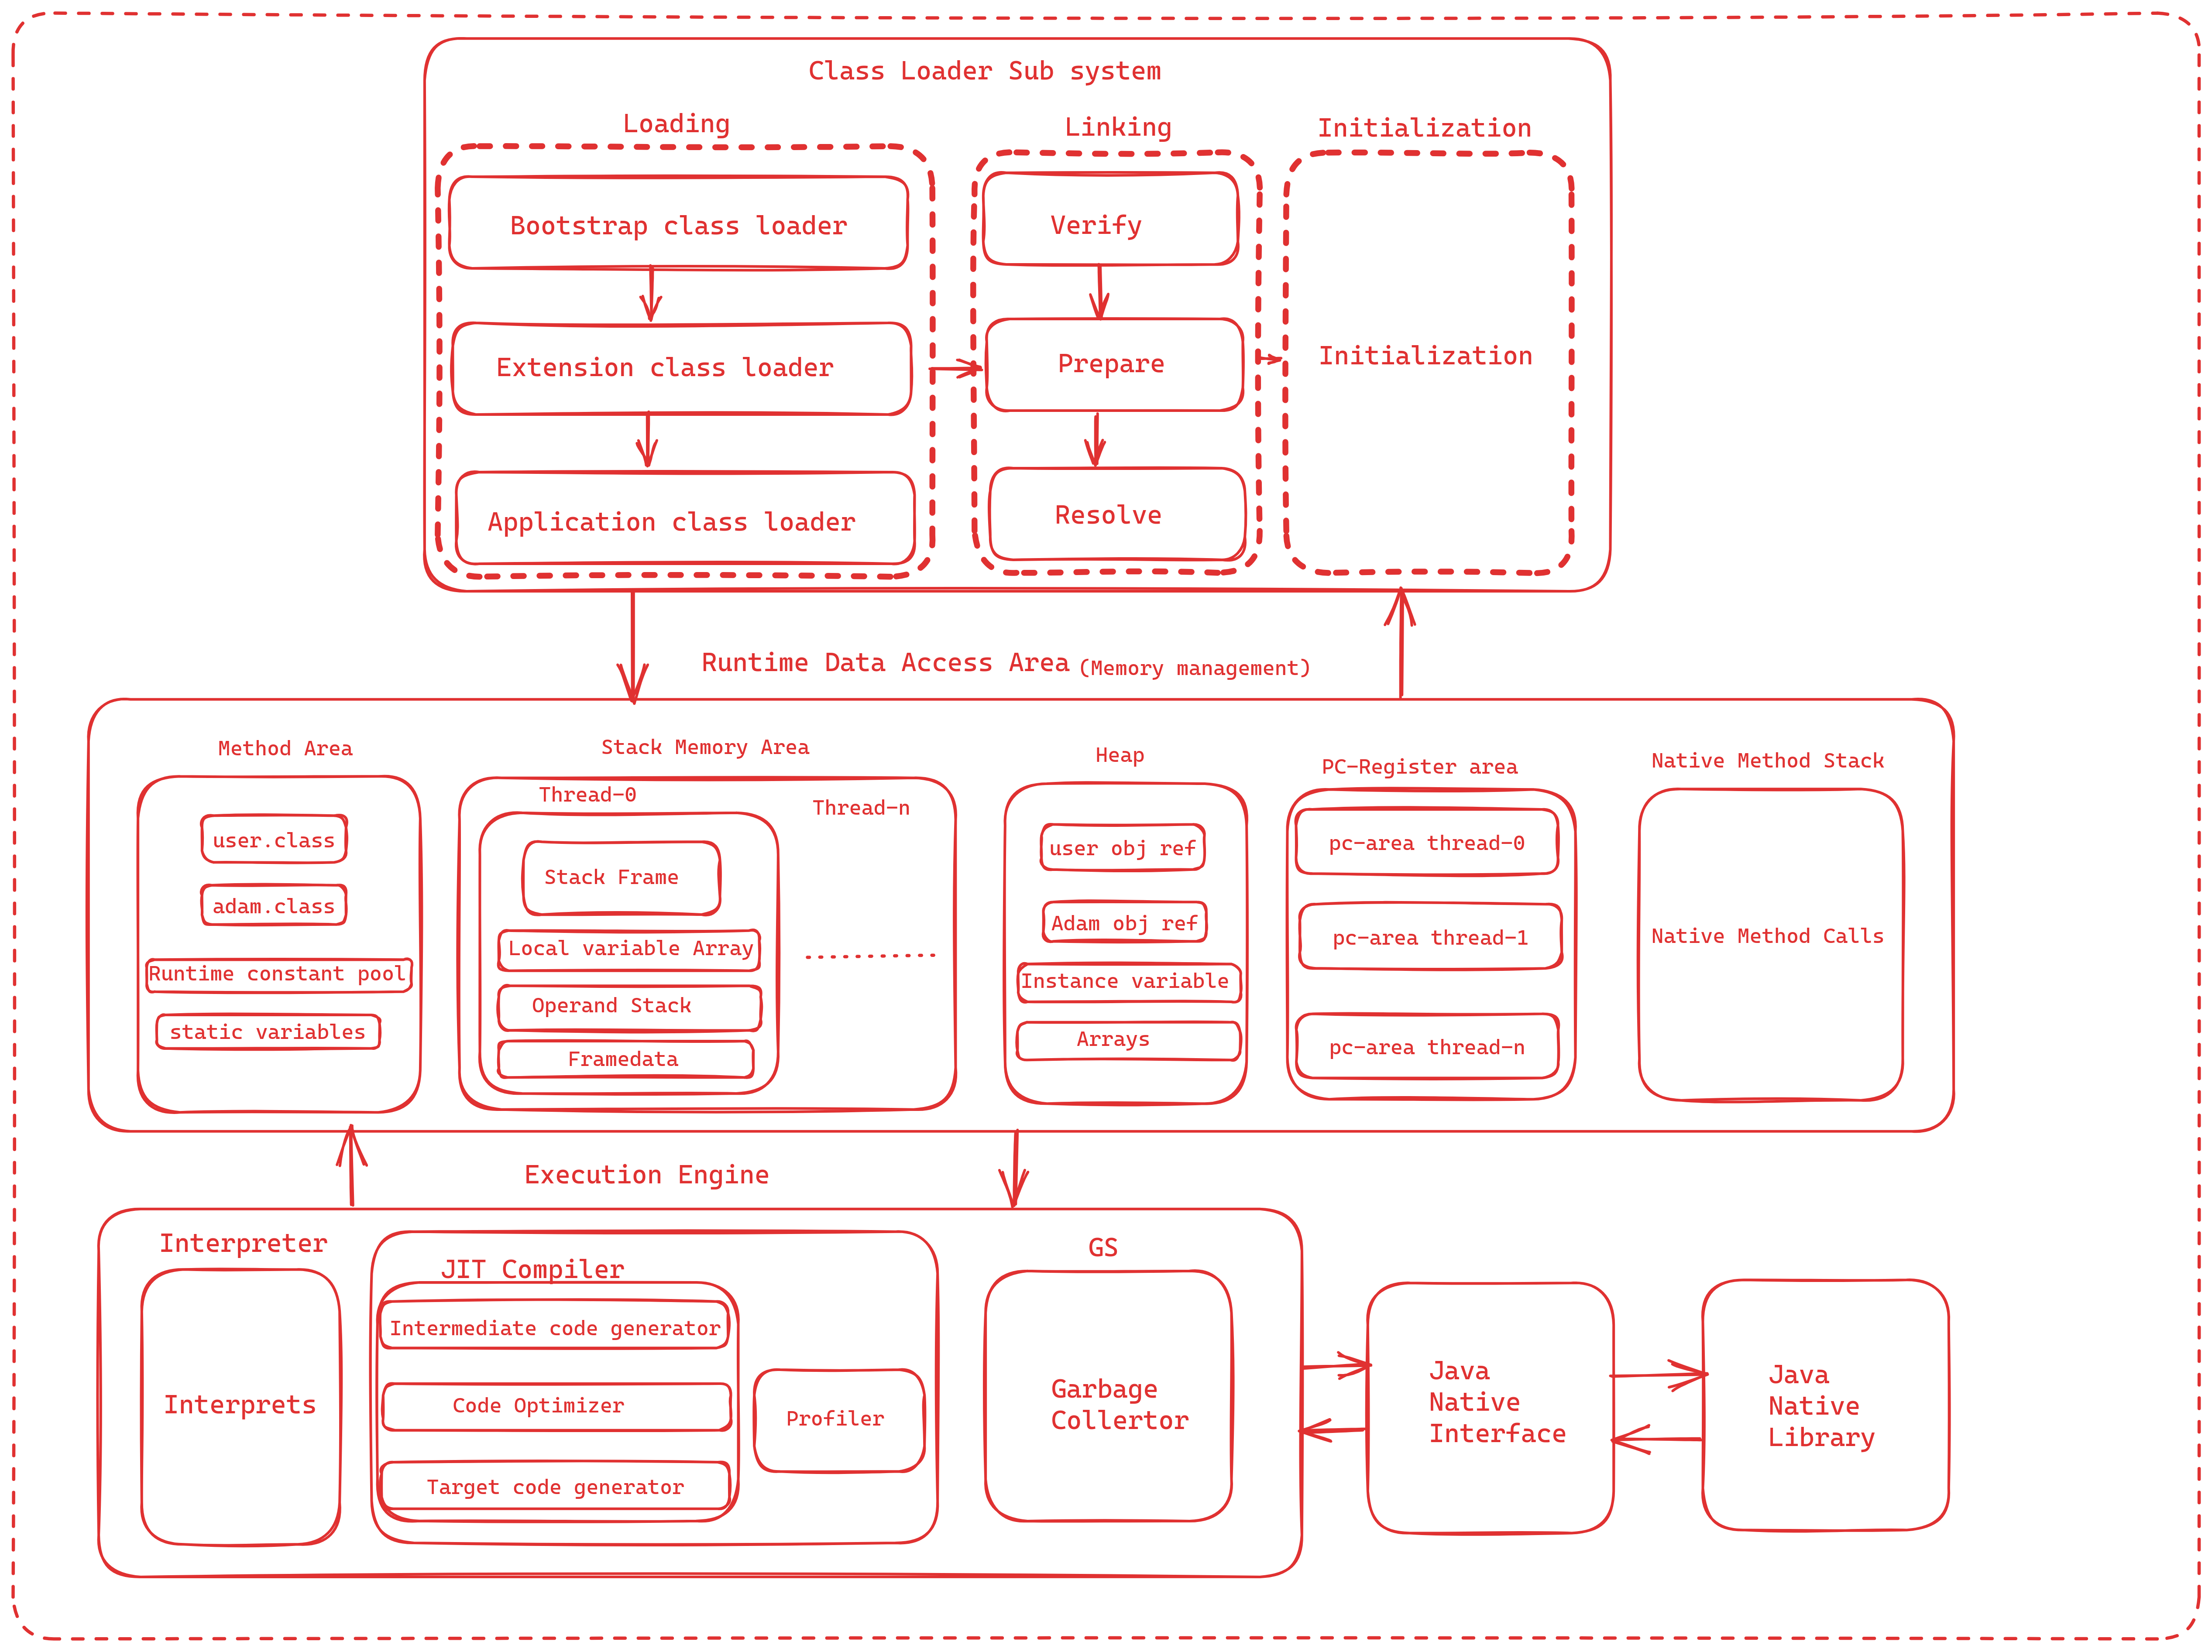 Class Loader Sub system
Loading
Linking
Initialization
Bootstrap class loader
Verify
Extension class loader
Prepare
Initialization
Application class loader
Resolve
Runtime Data Access Area (Memory management)
Method Area
Stack Memory Area
Heap
PC-Register area
Native Method Stack
user.class
adam.class
Runtime constant pool
static variables
Thread-0
Thread-n
Stack Frame
Local variable Array
Operand Stack
Framedata
user obj ref
Adam obj ref
Instance variable
Arrays
pc-area thread-0
pc-area thread-1
pc-area thread-n
Native Method Calls
Execution Engine
Interpreter
Interprets
JIT Compiler
Intermediate code generator
Code Optimizer
Target code generator
Profiler
GS
Garbage
Collertor
Java
Native
Interface
Java
Native
Library